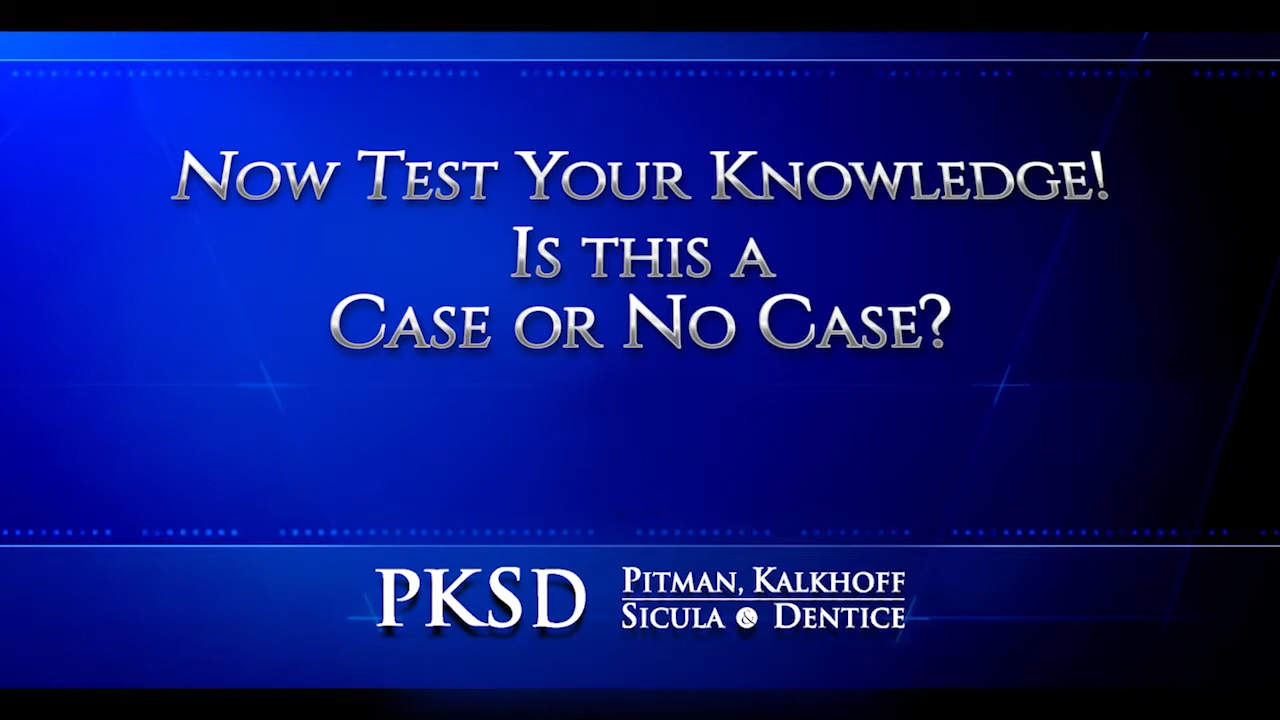 Now Test Your Knowledge!
Is this a
Case or No Case?
PKSD
Pitman, Kalkhoff
Sicula & Dentice